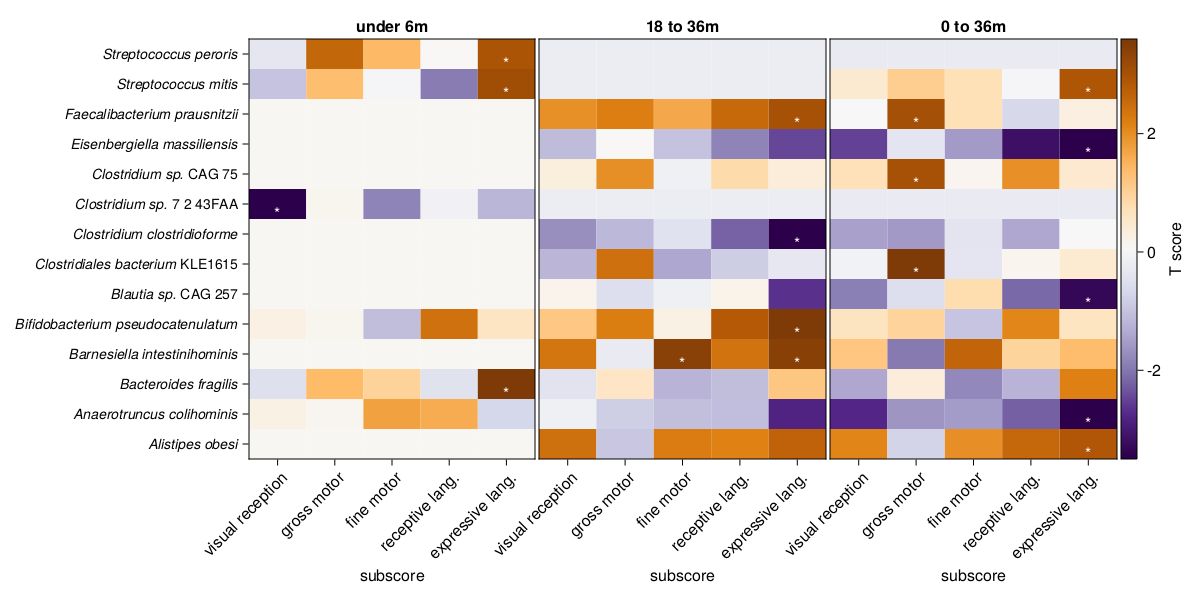 under 6m
18 to 36m
0 to 36m
Streptococcus peroris
Streptococcus mitis
Faecalibacterium prausnitzii
Eisenbergiella massiliensis
Clostridium sp. CAG 75
Clostridium sp. 7 2 43FAA
Clostridium clostridioforme
Clostridiales bacterium KLE1615
Blautia sp. CAG 257
Bifidobacterium pseudocatenulatum
Barnesiella intestinihominis
Bacteroides fragilis
Anaerotruncus colihominis
Alistipes obesi
visual reception
gross motor
fine motor
receptive lang.
expressive lang.
subscore
visual reception
gross motor
fine motor
receptive lang.
expressive lang.
subscore
visual reception
gross motor
fine motor
receptive lang.
expressive lang.
subscore
2
0
-2
T score